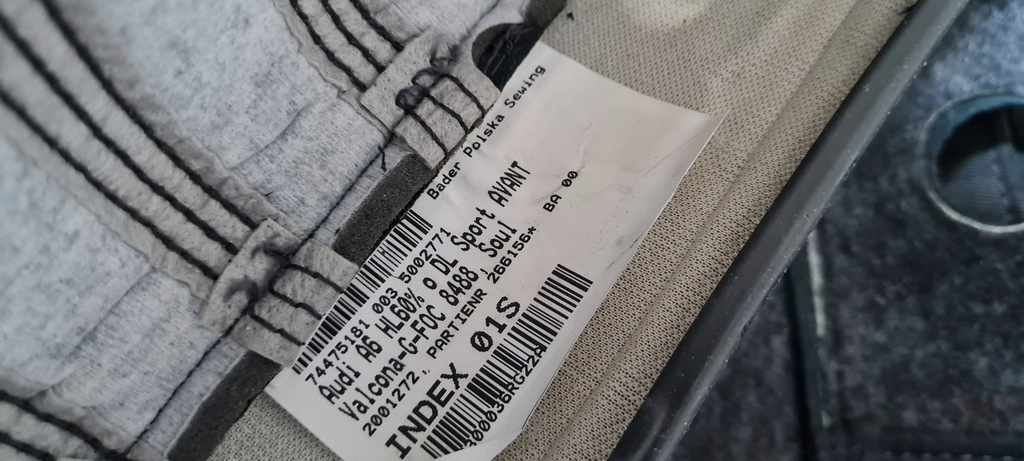 Bader Polska Sewing
74475181 003 5002771
Audi A6 HL60% o DL Sport AVANT
Valcona-G-FOC 8488, Soul
2001272. PARTIENR 266156* BA 00
INDEX 01S